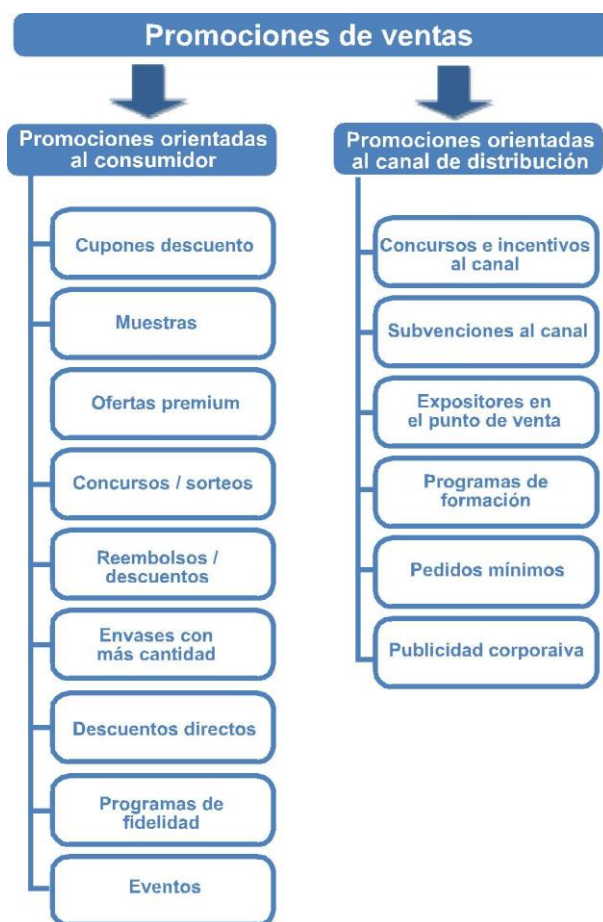 Promociones de ventas
Promociones orientadas
al consumidor
Cupones descuento
Muestras
Ofertas premium
Concursos / sorteos
Reembolsos /
descuentos
Envases con
más cantidad
Descuentos directos
Programas de
fidelidad
Eventos
Promociones orientadas
al canal de distribución
Concursos e incentivos
al canal
Subvenciones al canal
Expositores en
el punto de venta
Programas de
formación
Pedidos mínimos
Publicidad corporaiva